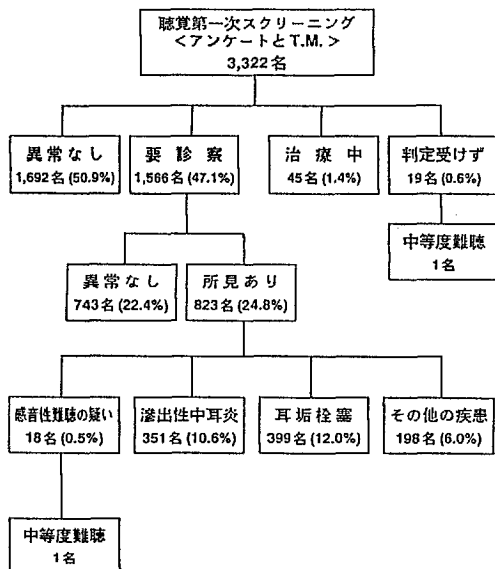 聴覚第一次スクリーニング
<アンケートとT.M.>
3,322名
異常なし
1,692名(50.9%)
要診察
1,566名(47.1%)
治療中
45名(1.4%)
判定受けず
19名(0.6%)
中等度難聴
1名
異常なし
743名(22.4%)
所見あり
823名(24.8%)
感音性難聴の疑い
18名(0.5%)
滲出性中耳炎
351名(10.6%)
耳垢栓塞
399名(12.0%)
その他の疾患
198名(6.0%)
中等度難聴
1名